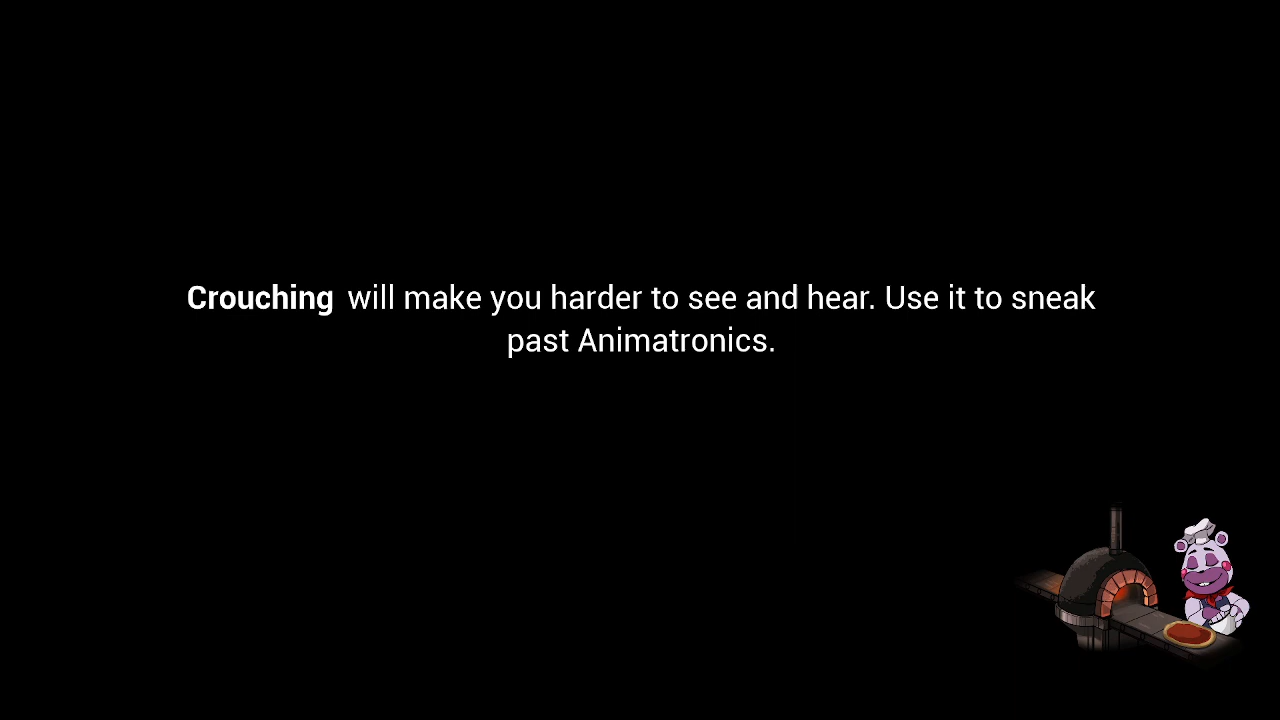 Crouching will make you harder to see and hear. Use it to sneak
past Animatronics.